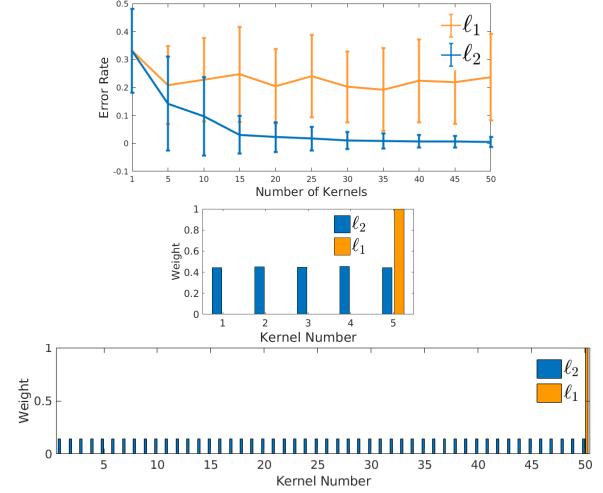 0.5
0.4
0.3
0.2
0.1
0
-0.1
Error Rate
ℓ1
ℓ2
1 5 10 15 20 25 30 35 40 45 50
Number of Kernels
1
0.8
0.6
0.4
0.2
0
Weight
ℓ2
ℓ1
1 2 3 4 5
Kernel Number
1
0.5
0
Weight
ℓ2
ℓ1
5 10 15 20 25 30 35 40 45 50
Kernel Number